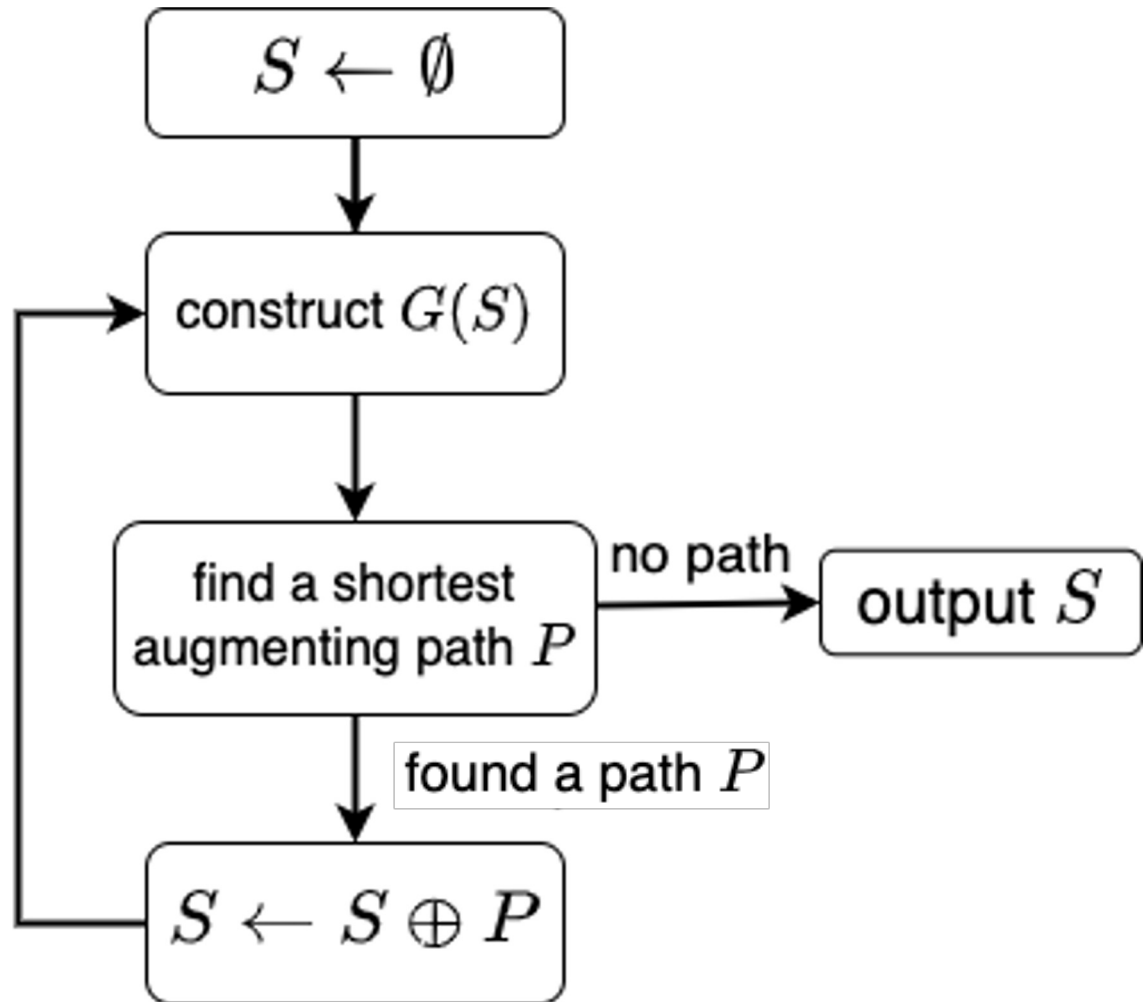 S ← ∅
construct G(S)
find a shortest
augmenting path P
no path
output S
found a path P
S ← S ⊕ P